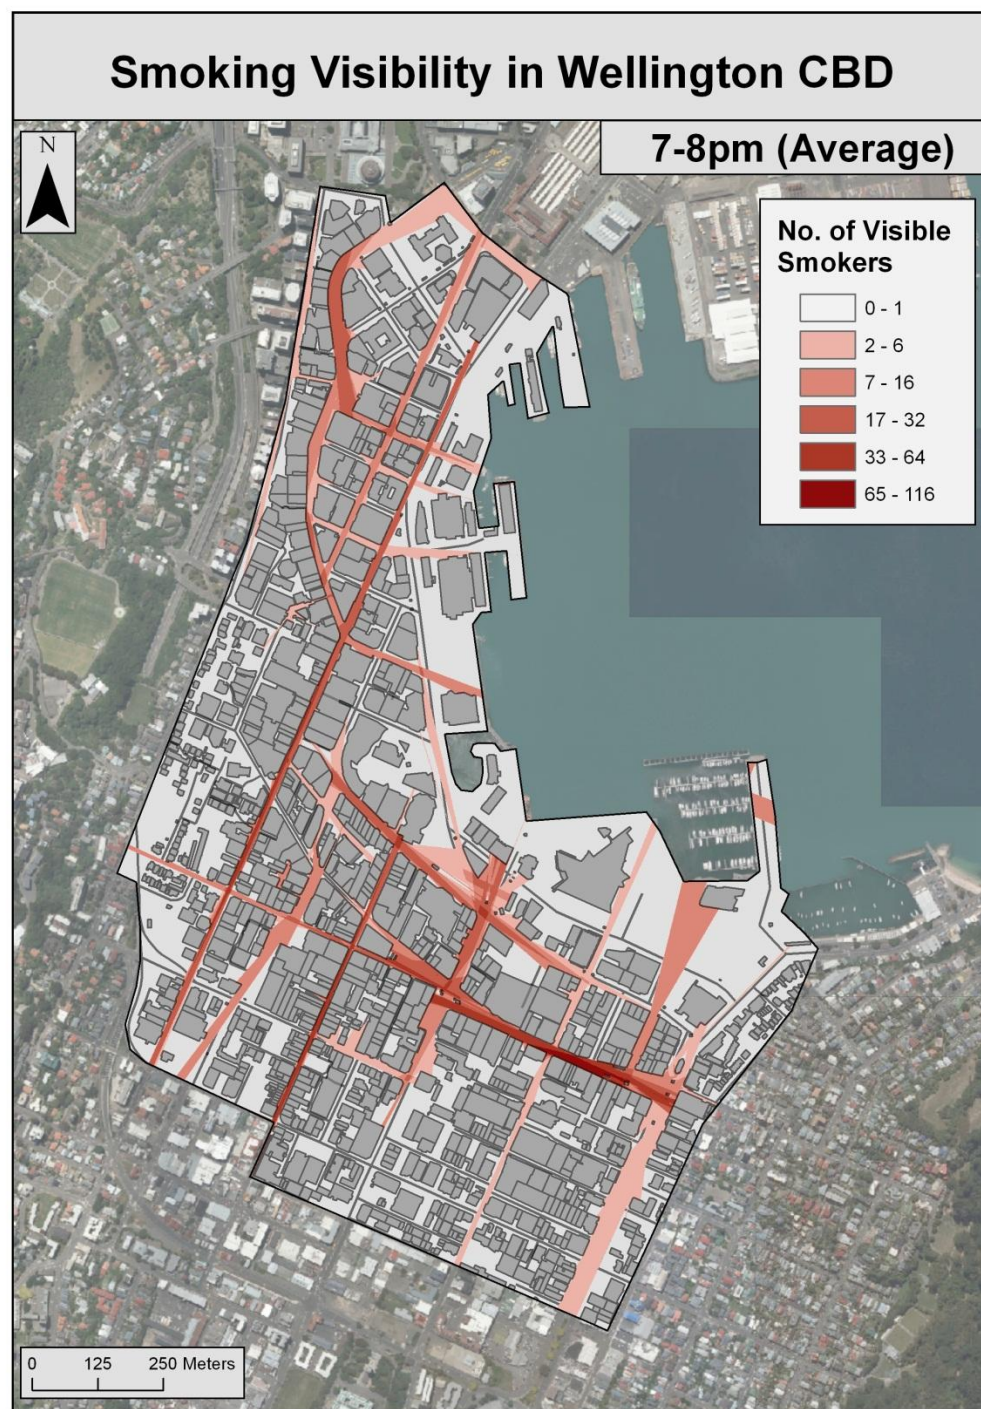 Smoking Visibility in Wellington CBD
7-8pm (Average)
N
No. of Visible
Smokers
0 - 1
2 - 6
7 - 16
17 - 32
33 - 64
65 - 116
0 125 250 Meters